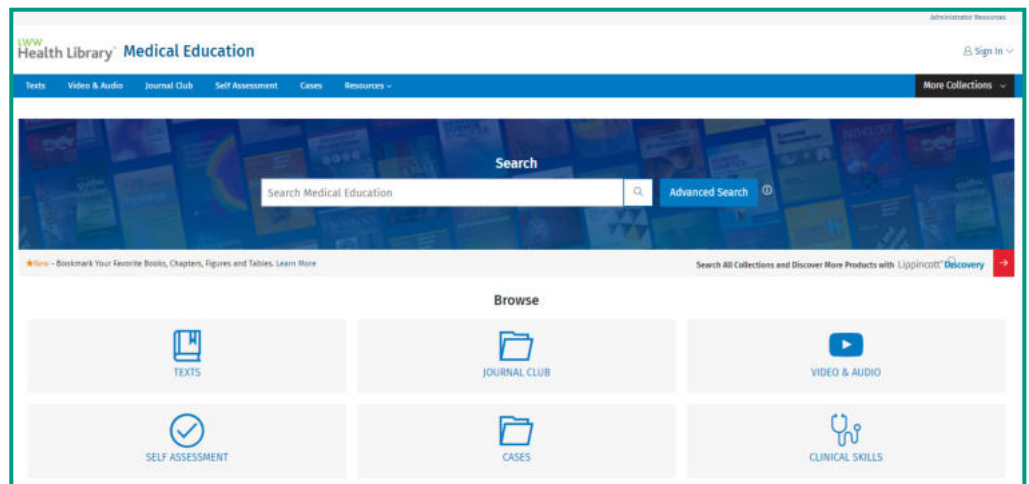 Administrator Resources
LWW
Health Library Medical Education
Sign In
Texts Video & Audio Journal Club Self Assessment Cases Resources
More Collections
Search
Search Medical Education
Advanced Search
New - Bookmark Your Favorite Books, Chapters, Figures and Tables. Learn More
Search All Collections and Discover More Products with Lippincott® Discovery
Browse
TEXTS
JOURNAL CLUB
VIDEO & AUDIO
SELF ASSESSMENT
CASES
CLINICAL SKILLS